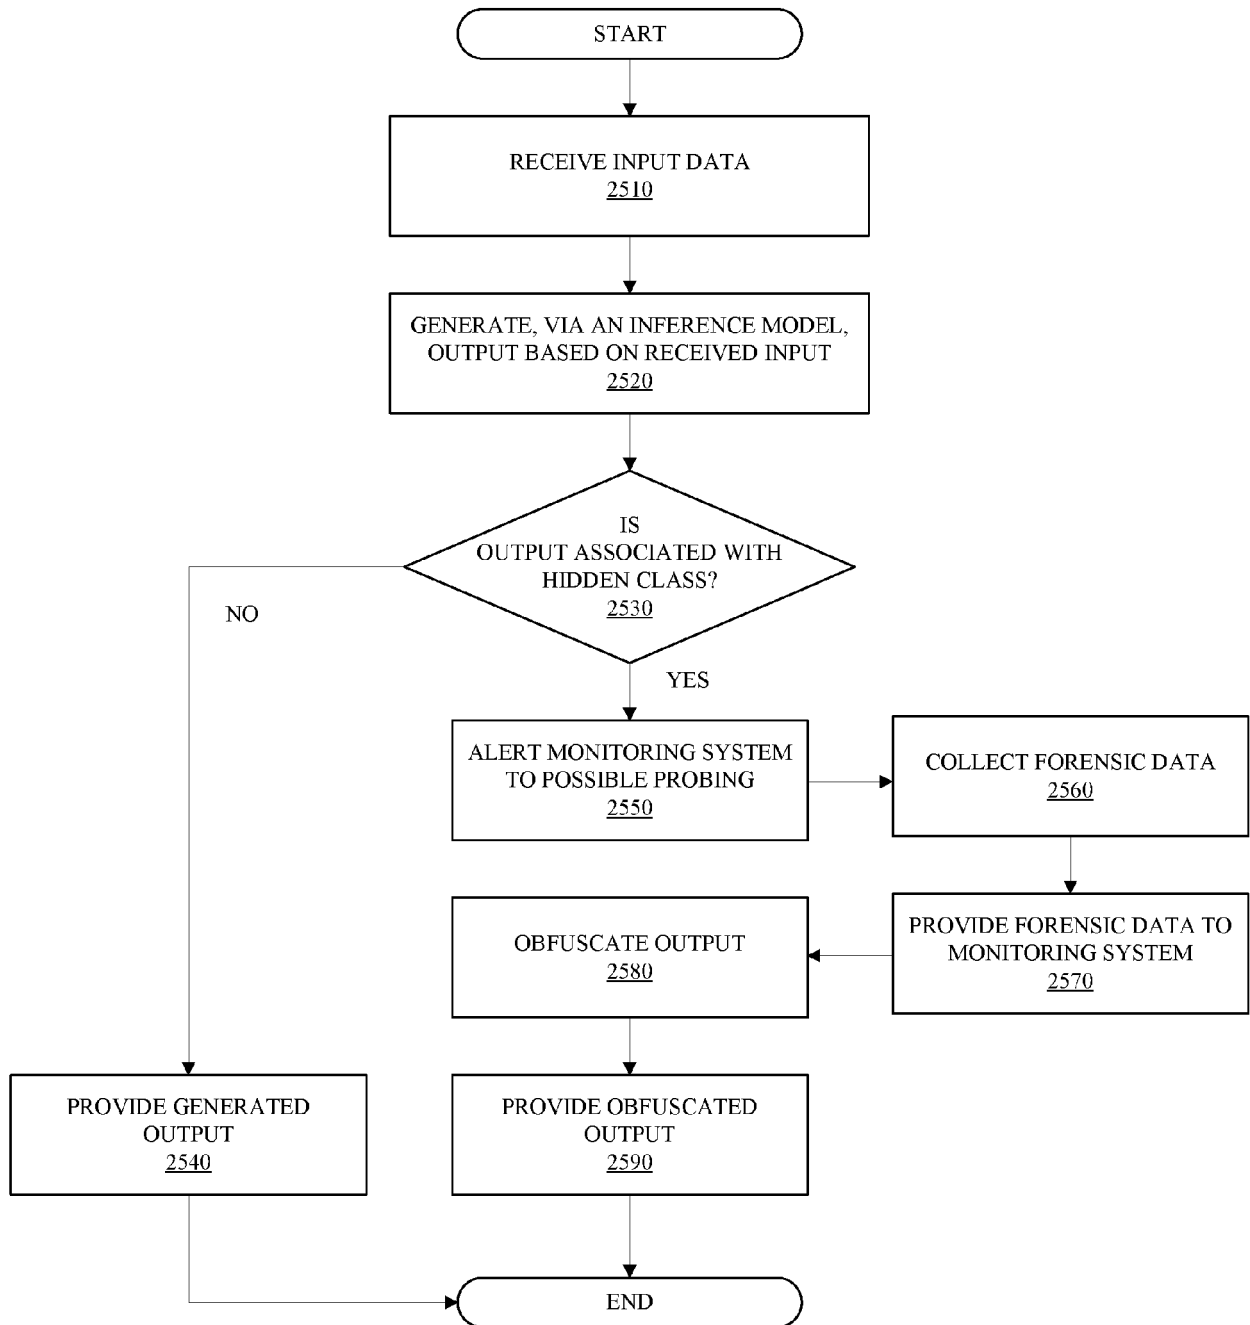 START
RECEIVE INPUT DATA
2510
GENERATE, VIA AN INFERENCE MODEL,
OUTPUT BASED ON RECEIVED INPUT
2520
IS
OUTPUT ASSOCIATED WITH
HIDDEN CLASS?
2530
NO
YES
ALERT MONITORING SYSTEM
TO POSSIBLE PROBING
2550
COLLECT FORENSIC DATA
2560
PROVIDE FORENSIC DATA TO
MONITORING SYSTEM
2570
OBFUSCATE OUTPUT
2580
PROVIDE GENERATED
OUTPUT
2540
PROVIDE OBFUSCATED
OUTPUT
2590
END